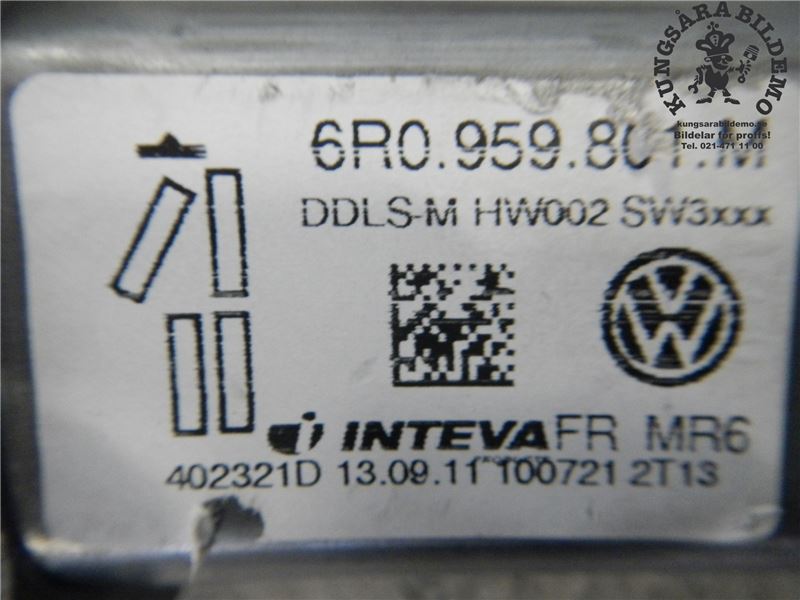 KUNGSÅRA BILDEMO
kungsarabildemo.se
Bildelar för proffs!
Tel. 021-471 11 00
6R0.959.801.M
DDLS-M HW002 SW3xxx
INTEVA FR MR6
402321D 13.09.11 100721 2T13